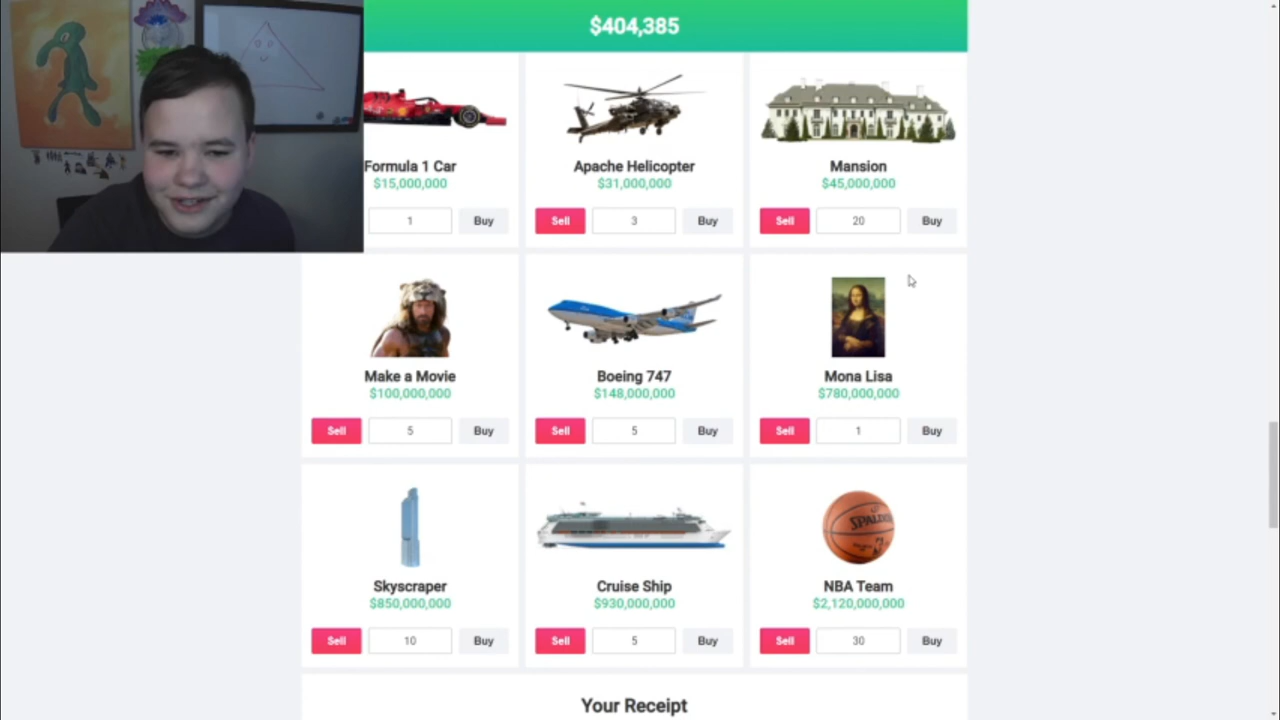 $404,385
Formula 1 Car
$15,000,000
1
Buy
Apache Helicopter
$31,000,000
Sell
3
Buy
Mansion
$45,000,000
Sell
20
Buy
Make a Movie
$100,000,000
Sell
5
Buy
Boeing 747
$148,000,000
Sell
5
Buy
Mona Lisa
$780,000,000
Sell
1
Buy
Skyscraper
$850,000,000
Sell
10
Buy
Cruise Ship
$930,000,000
Sell
5
Buy
SPALDING
NBA Team
$2,120,000,000
Sell
30
Buy
Your Receipt